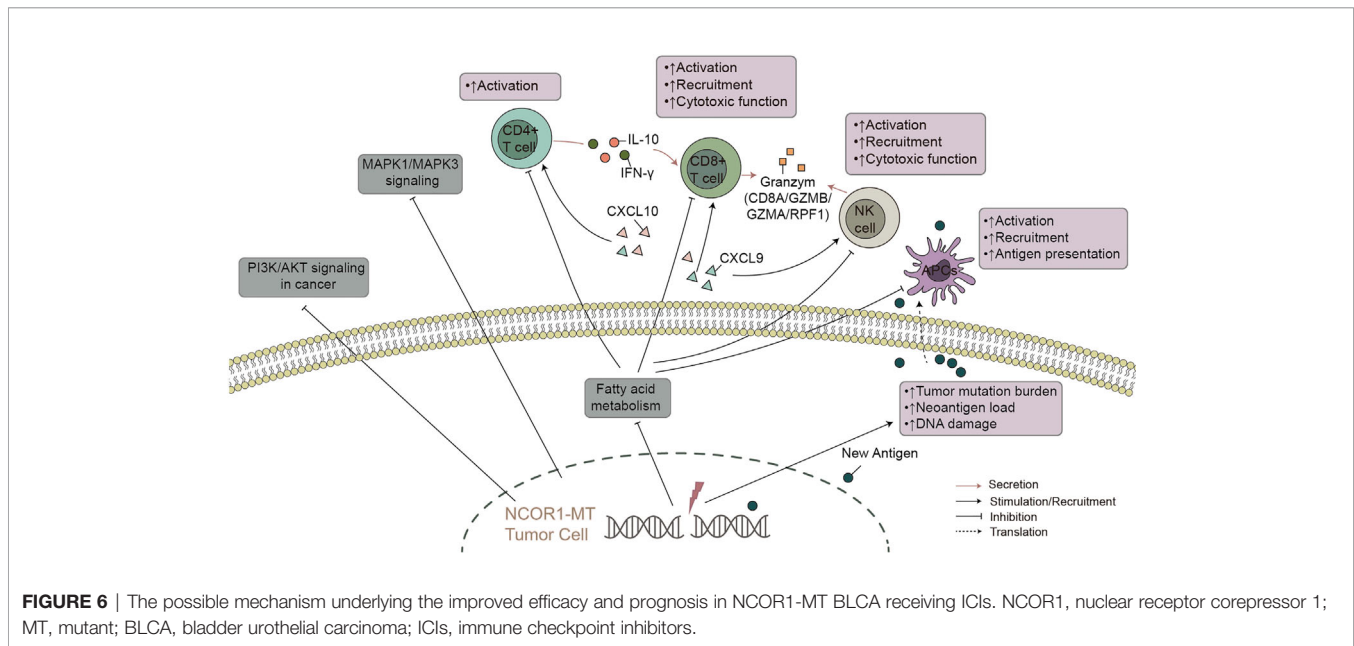 •↑Activation
•↑Activation
•↑Recruitment
•↑Cytotoxic function
•↑Activation
•↑Recruitment
•↑Cytotoxic function
•↑Activation
•↑Recruitment
•↑Antigen presentation
CD4+
T cell
IL-10
IFN-γ
CD8+
T cell
Granzym
(CD8A/GZMB/
GZMA/RPF1)
NK
cell
APCs
MAPK1/MAPK3
signaling
CXCL10
CXCL9
PI3K/AKT signaling
in cancer
Fatty acid
metabolism
•↑Tumor mutation burden
•↑Neoantigen load
•↑DNA damage
New Antigen
NCOR1-MT
Tumor Cell
Secretion
Stimulation/Recruitment
Inhibition
Translation
FIGURE 6 | The possible mechanism underlying the improved efficacy and prognosis in NCOR1-MT BLCA receiving ICIs. NCOR1, nuclear receptor corepressor 1;
MT, mutant; BLCA, bladder urothelial carcinoma; ICIs, immune checkpoint inhibitors.